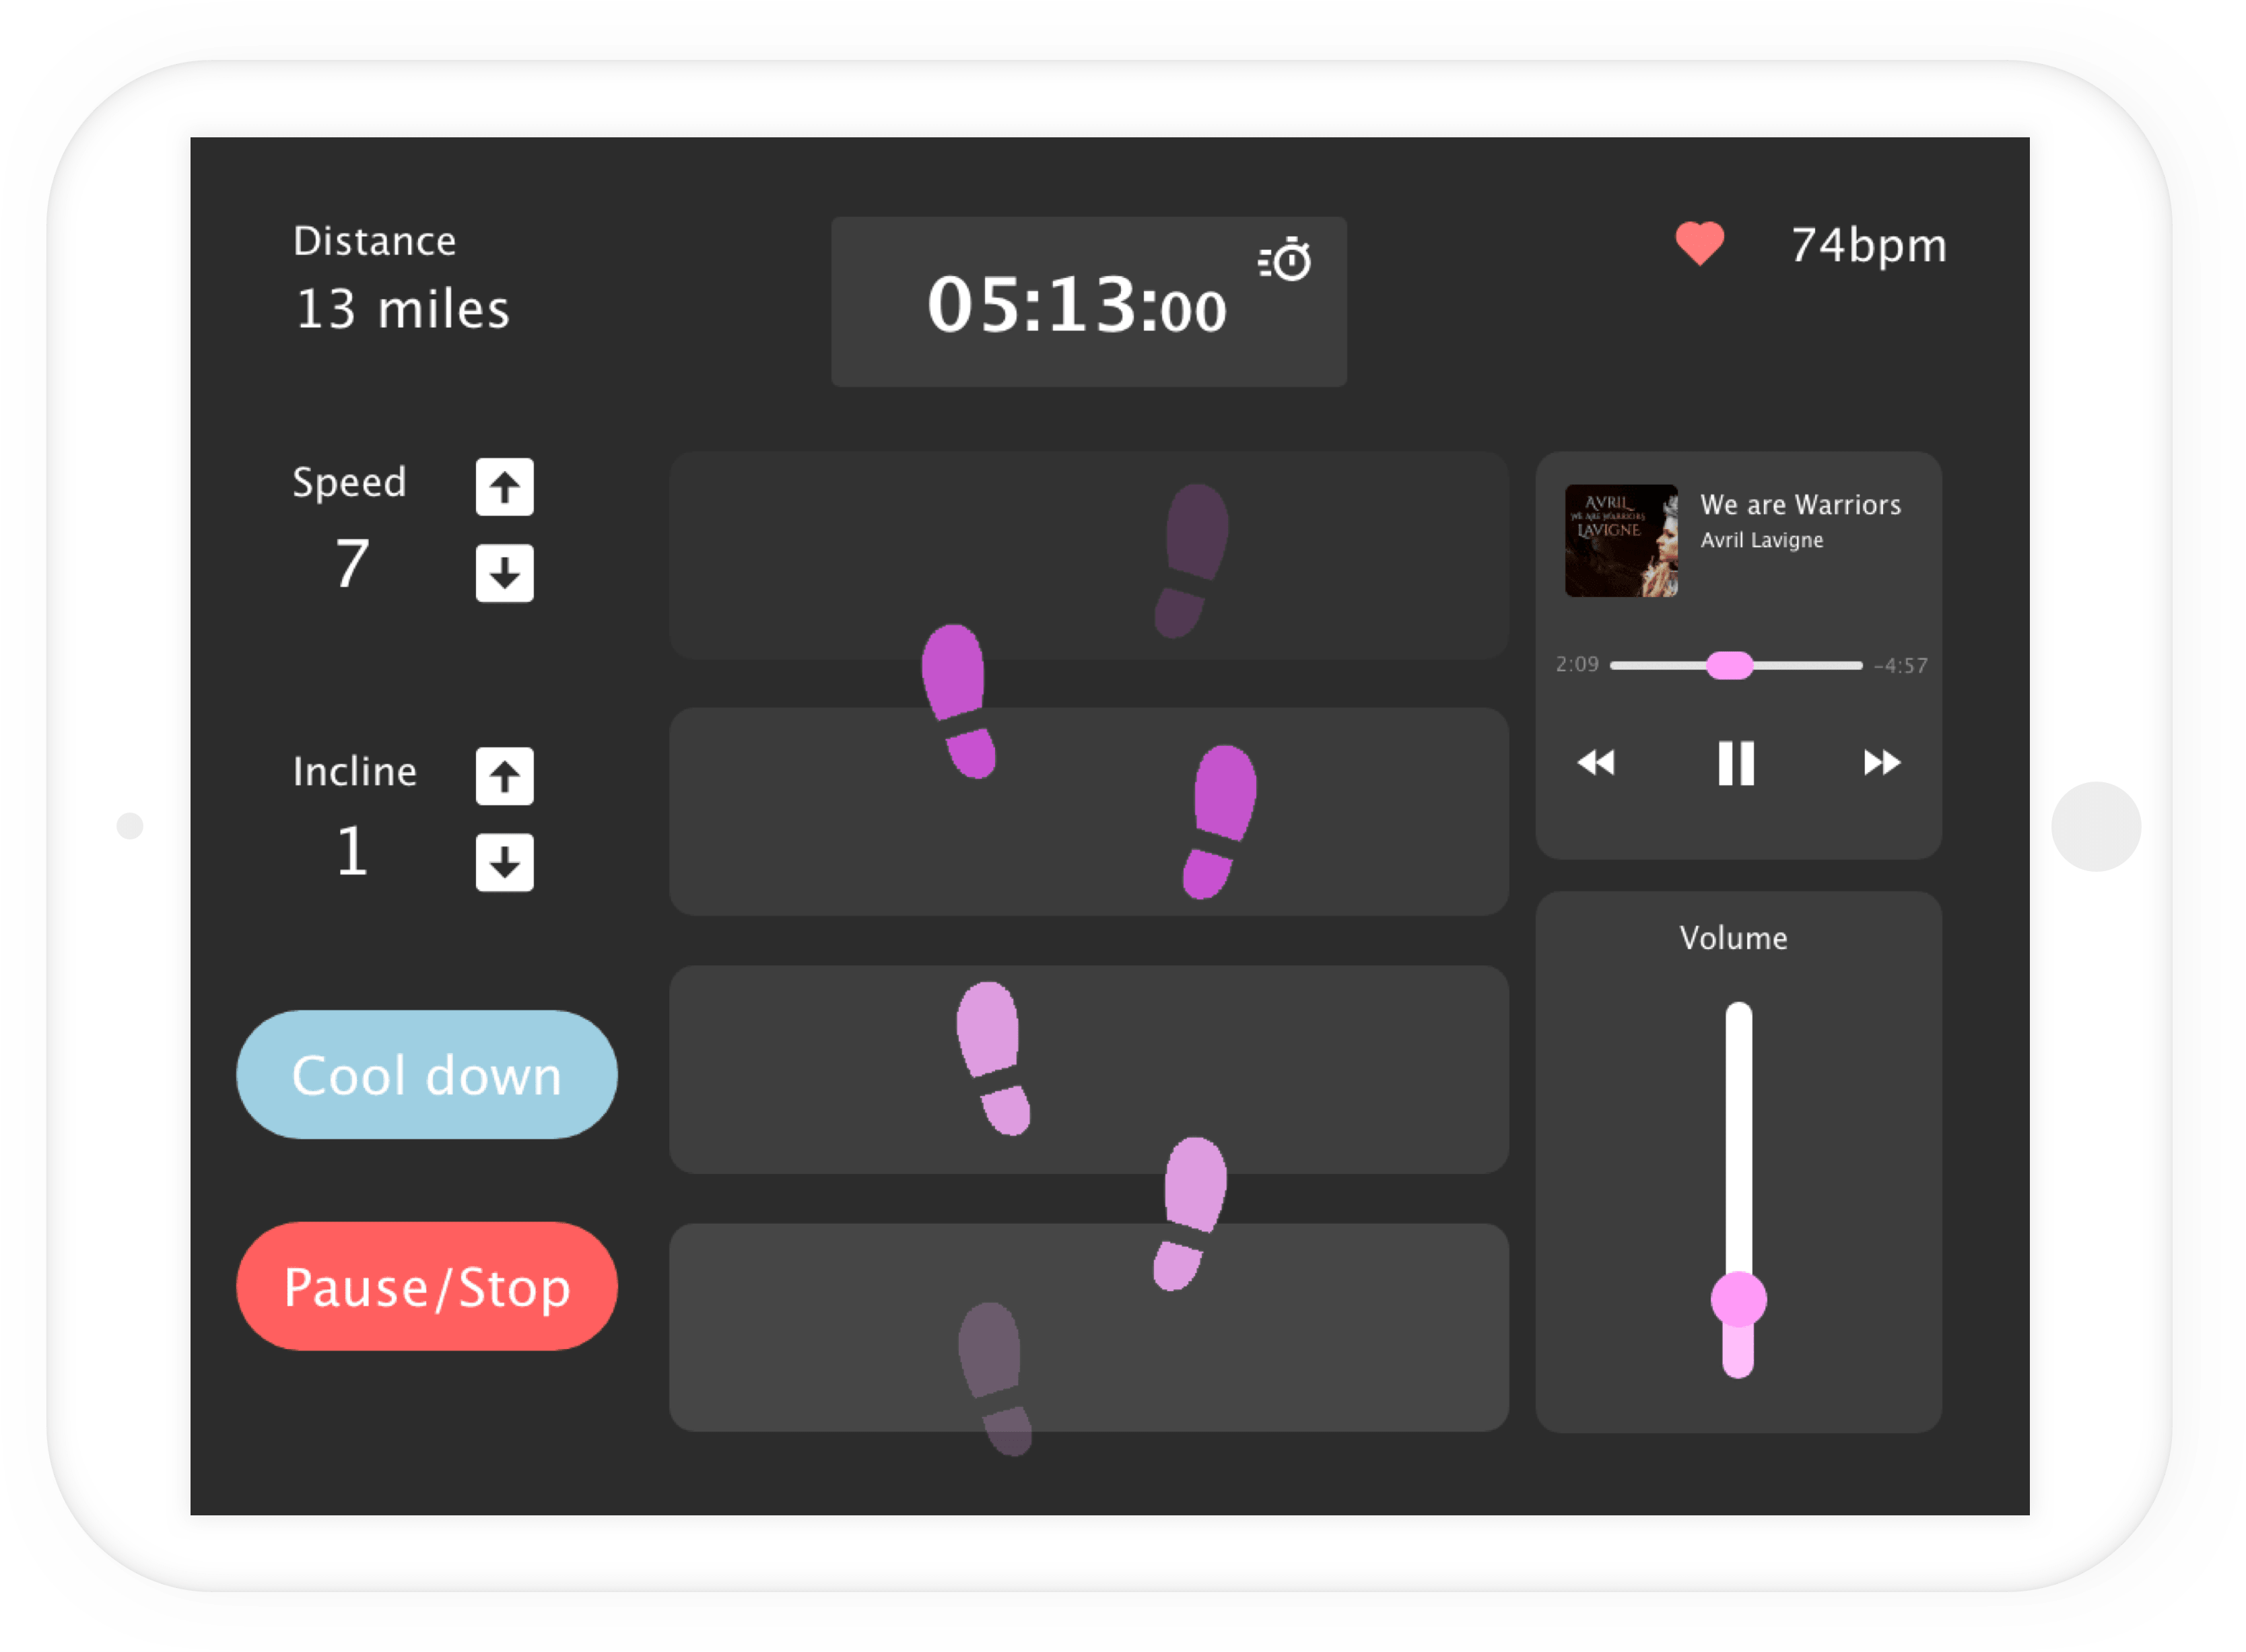 Distance
13 miles
05:13:00
74bpm
Speed
7
Incline
1
Cool down
Pause/Stop
AVRIL
WE ARE WARRIORS
LAVIGNE
We are Warriors
Avril Lavigne
2:09
-4:57
Volume